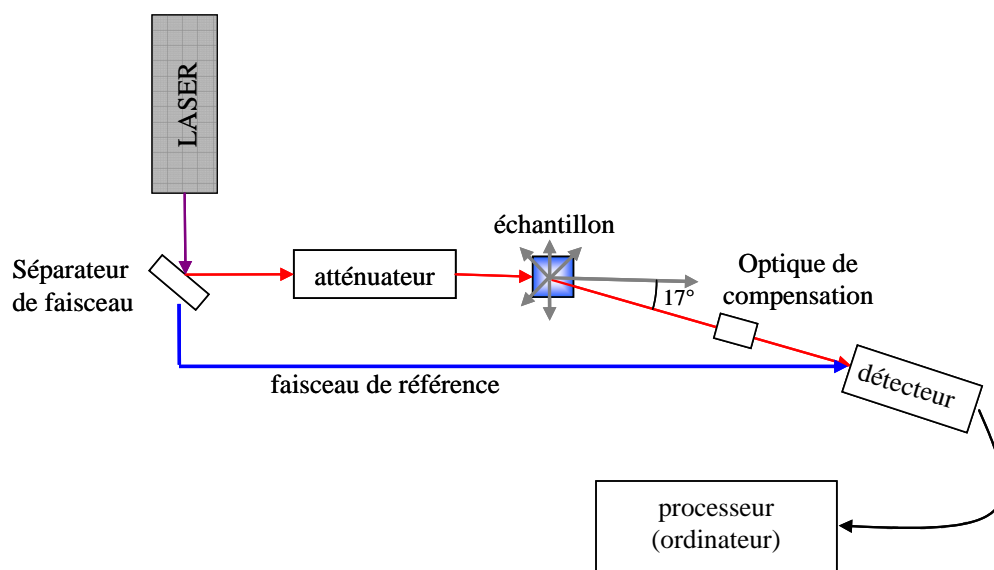 LASER
échantillon
Séparateur
de faisceau
atténuateur
Optique de
compensation
17°
faisceau de référence
détecteur
processeur
(ordinateur)